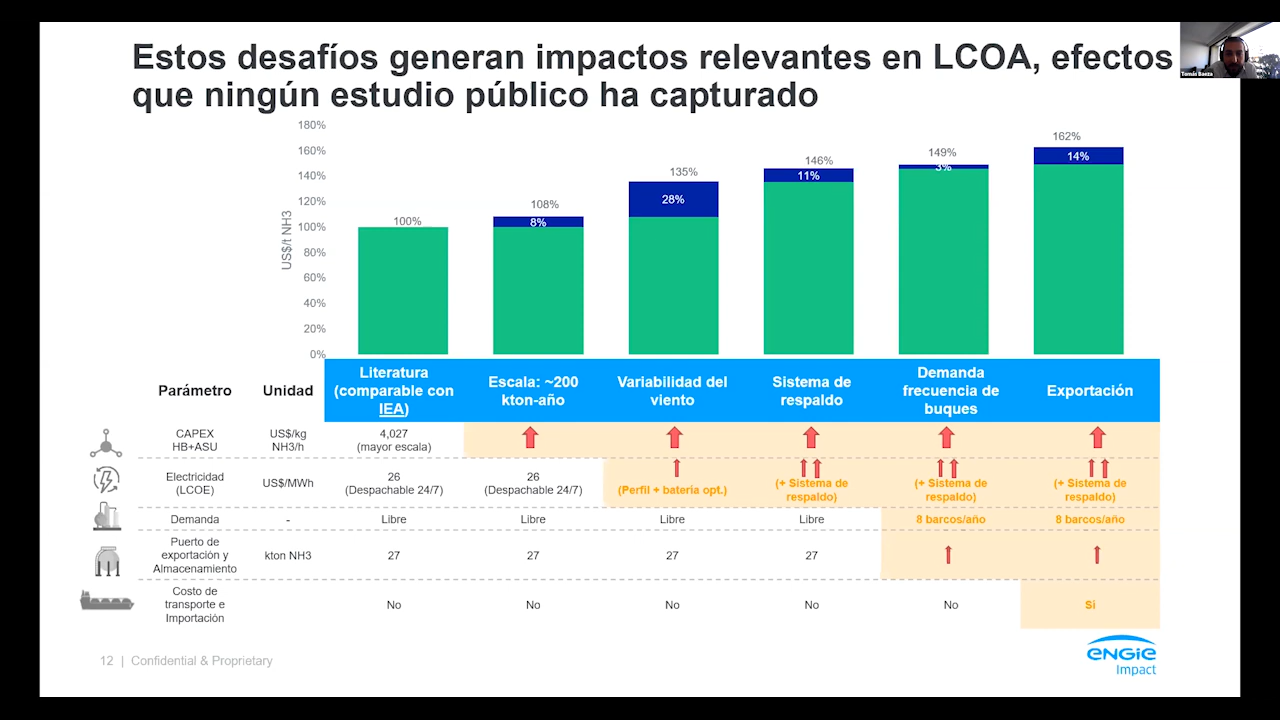 Estos desafíos generan impactos relevantes en LCOA, efectos
que ningún estudio público ha capturado
Tomás Baeza
US$/t NH3
180%
160%
140%
120%
100%
80%
60%
40%
20%
0%
100%
108%
8%
135%
28%
146%
11%
149%
3%
162%
14%
Parámetro Unidad
Literatura
(comparable con
IEA)
Escala: ~200
kton-año
Variabilidad del
viento
Sistema de
respaldo
Demanda
frecuencia de
buques
Exportación
CAPEX
HB+ASU
US$/kg
NH3/h
4,027
(mayor escala)
Electricidad
(LCOE)
US$/MWh
26
(Despachable 24/7)
26
(Despachable 24/7)
(Perfil + batería opt.)
(+ Sistema de
respaldo)
(+ Sistema de
respaldo)
(+ Sistema de
respaldo)
Demanda - Libre Libre Libre Libre 8 barcos/año 8 barcos/año
Puerto de
exportación y
Almacenamiento
kton NH3 27 27 27 27
Costo de
transporte e
Importación
No No No No No Sí
12 | Confidential & Proprietary
ENGIE
Impact